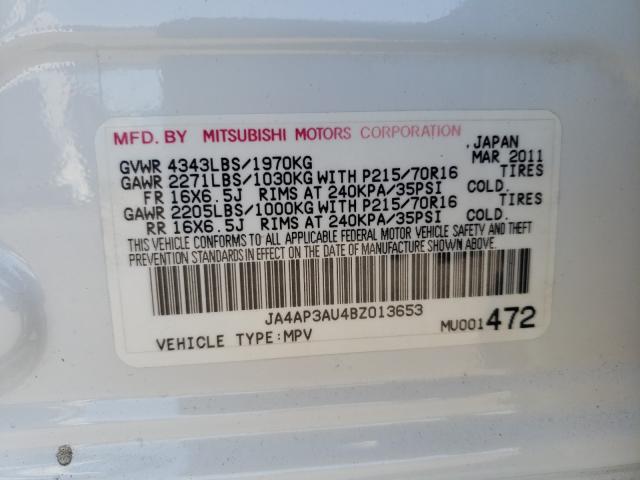 MFD. BY MITSUBISHI MOTORS CORPORATION
GVWR 4343LBS/1970KG JAPAN MAR 2011
GAWR 2271LBS/1030KG WITH P215/70R16 TIRES
FR 16X6.5J RIMS AT 240KPA/35PSI COLD.
GAWR 2205LBS/1000KG WITH P215/70R16 TIRES
RR 16X6.5J RIMS AT 240KPA/35PSI COLD.
THIS VEHICLE CONFORMS TO ALL APPLICABLE FEDERAL MOTOR VEHICLE SAFETY AND THEFT
PREVENTION STANDARDS IN EFFECT ON THE DATE OF MANUFACTURE SHOWN ABOVE.
JA4AP3AU4BZ013653
VEHICLE TYPE:MPV MU001472